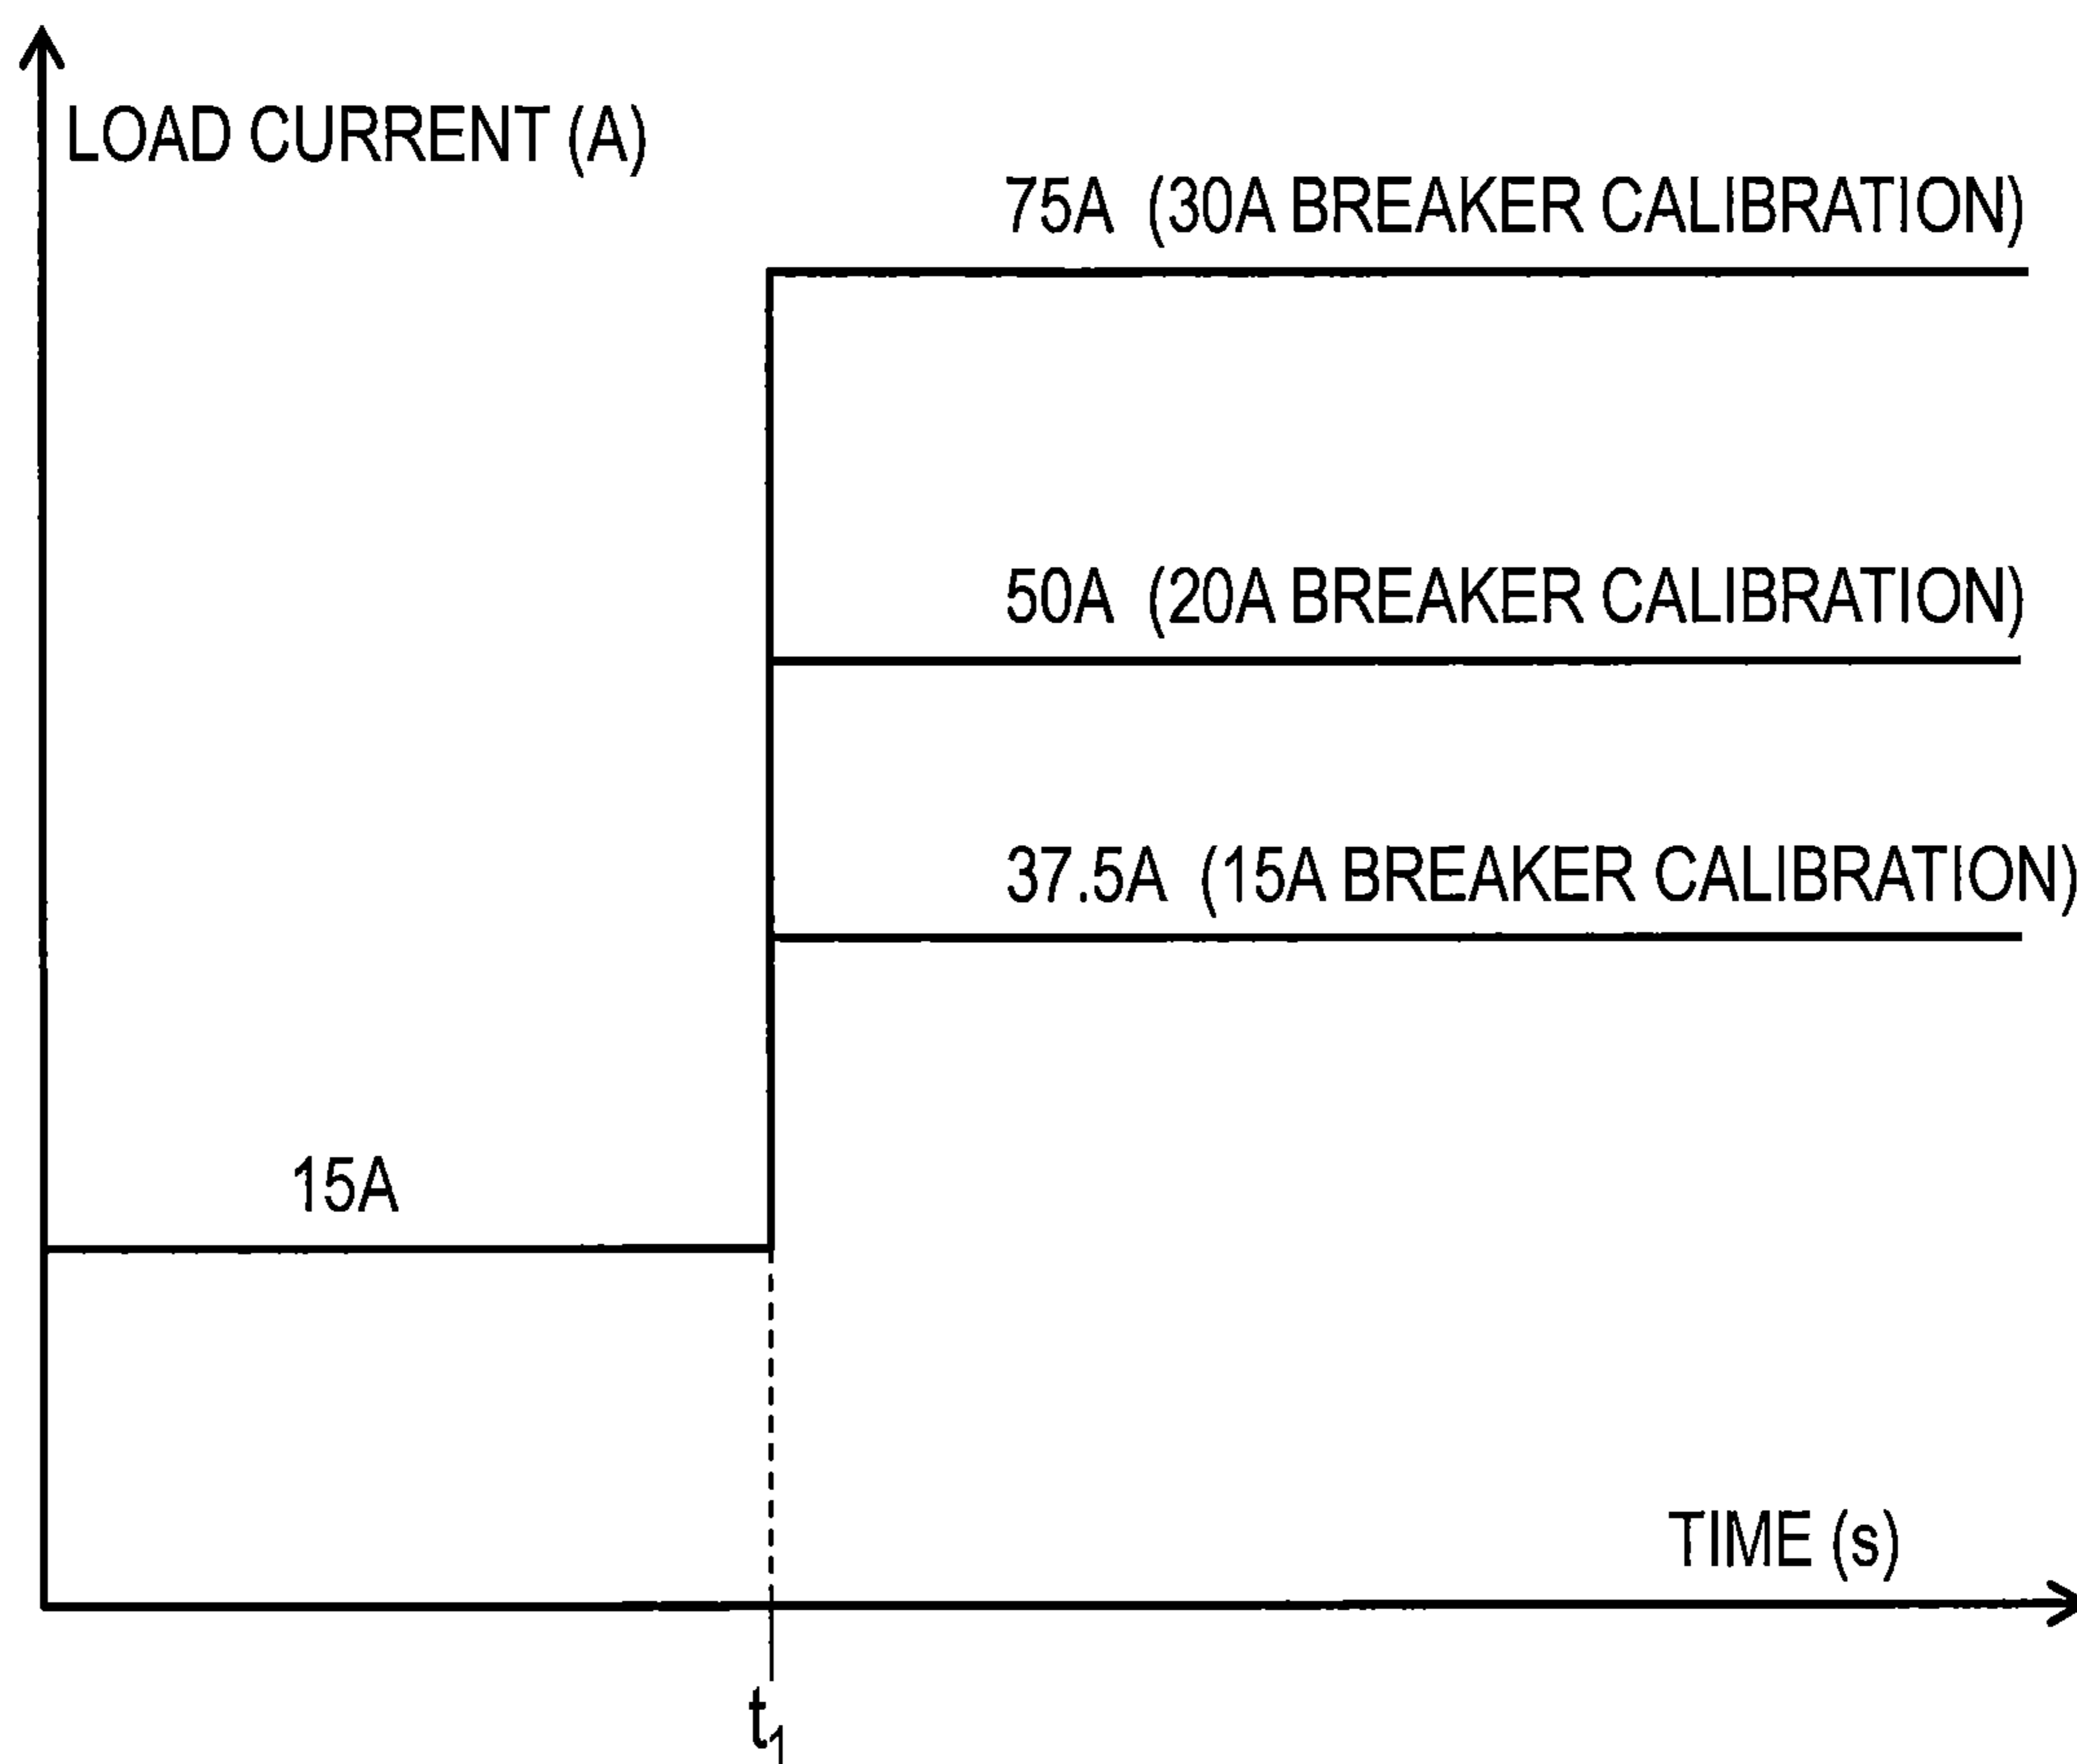 LOAD CURRENT (A)
75A (30A BREAKER CALIBRATION)
50A (20A BREAKER CALIBRATION)
37.5A (15A BREAKER CALIBRATION)
15A
TIME (s)
t₁